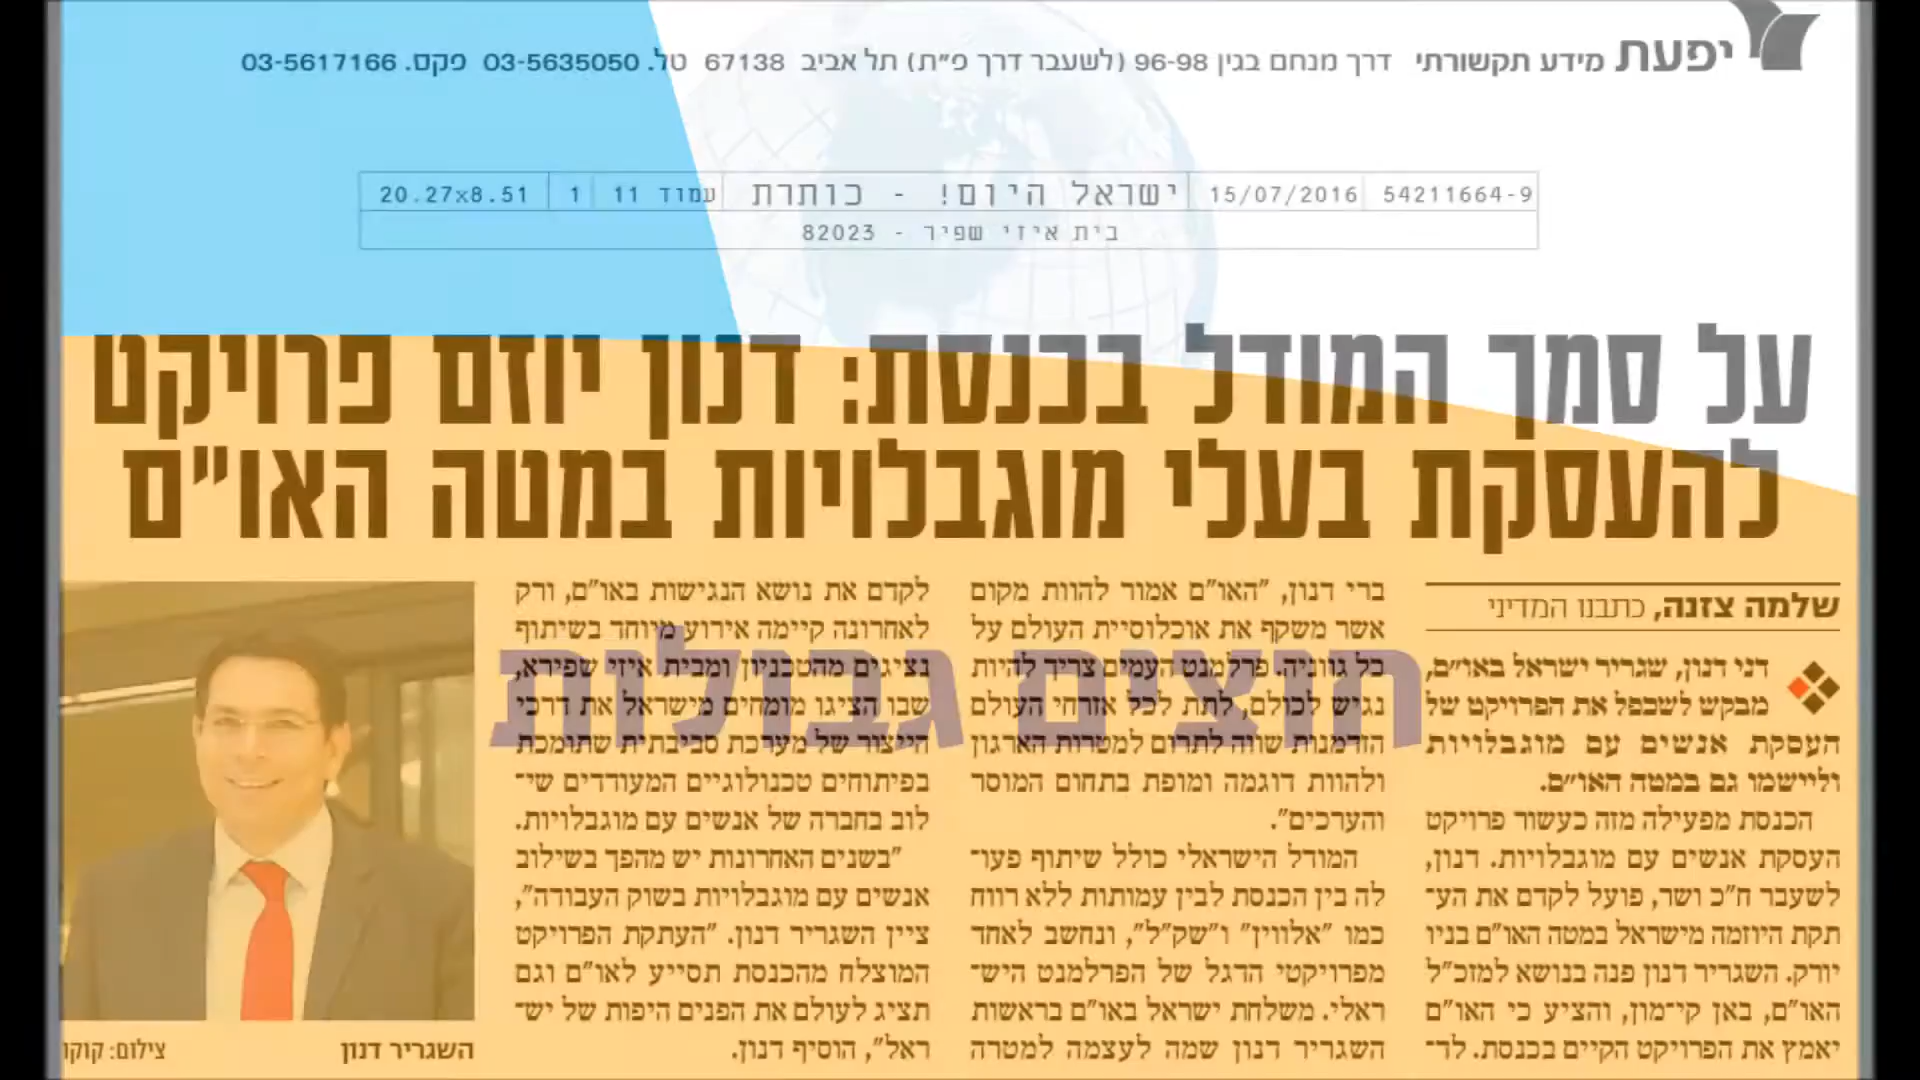 יפעת מידע תקשורתי דרך מנחם בגין 96-98 (לשעבר דרך פ"ת) תל אביב 67138 טל. 03-5635050 פקס. 03-5617166
54211664-9 15/07/2016 ישראל היום! - כותרת עמוד 11 1 20.27x8.51
בית איזי שפיר - 82023
על סמך המודל בכנסת: דנון יוזם פרויקט
להעסקת בעלי מוגבלויות במטה האו"ם
שלמה צזנה, כתבנו המדיני
דני דנון, שגריר ישראל באו"ם,
מבקש לשכפל את הפרויקט של
העסקת אנשים עם מוגבלויות
וליישמו גם במטה האו"ם.
הכנסת מפעילה מזה כעשור פרויקט
העסקת אנשים עם מוגבלויות. דנון,
לשעבר ח"כ ושר, פועל לקדם את הע-
תקת היוזמה מישראל במטה האו"ם בניו
יורק. השגריר דנון פנה בנושא למזכ"ל
האו"ם, באן קי-מון, והציע כי האו"ם
יאמץ את הפרויקט הקיים בכנסת. לד-
ברי דנון, "האו"ם אמור להוות מקום
אשר משקף את אוכלוסיית העולם על
כל גווניה. פרלמנט העמים צריך להיות
נגיש לכולם, לתת לכל אזרחי העולם
הזדמנות שווה לתרום למטרות הארגון
ולהוות דוגמה ומופת בתחום המוסר
והערכים".
המודל הישראלי כולל שיתוף פעו-
לה בין הכנסת לבין עמותות ללא רווח
כמו "אלווין" ו"שק"ל", ונחשב לאחד
מפרויקטי הדגל של הפרלמנט היש-
ראלי. משלחת ישראל באו"ם בראשות
השגריר דנון שמה לעצמה למטרה
לקדם את נושא הנגישות באו"ם, ורק
לאחרונה קיימה אירוע מיוחד בשיתוף
נציגים מהטכניון ומבית איזי שפירא,
שבו הציגו מומחים מישראל את דרכי
הייצור של מערכת סביבתית שתומכת
בפיתוחים טכנולוגיים המעודדים שי-
לוב בחברה של אנשים עם מוגבלויות.
"בשנים האחרונות יש מהפך בשילוב
אנשים עם מוגבלויות בשוק העבודה",
ציין השגריר דנון. "העתקת הפרויקט
המוצלח מהכנסת תסייע לאו"ם וגם
תציג לעולם את הפנים היפות של יש-
ראל", הוסיף דנון.
חוצים גבולות
השגריר דנון צילום: קוקו